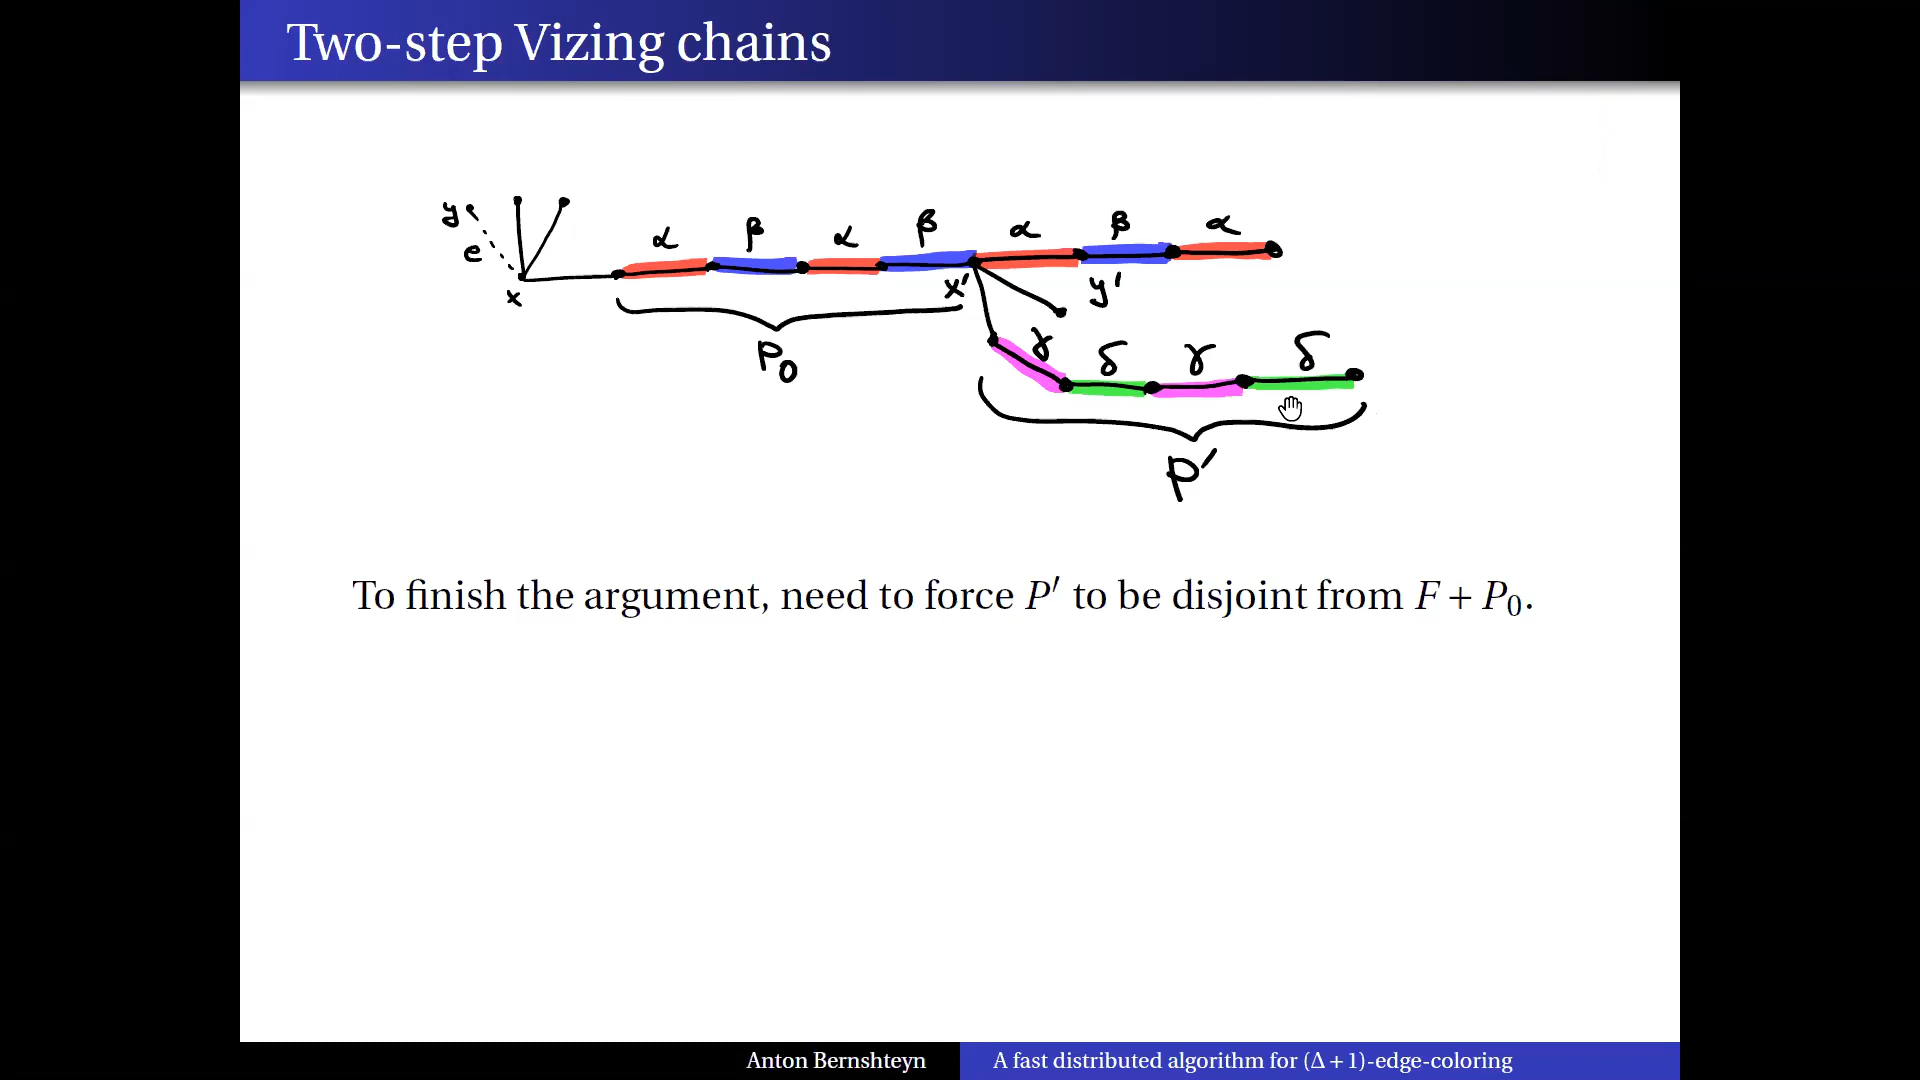 Two-step Vizing chains
y e x
α β α β α β α
x' y'
P₀
γ δ γ δ
P'
To finish the argument, need to force P′ to be disjoint from F + P₀.
Anton Bernshteyn
A fast distributed algorithm for (Δ + 1)-edge-coloring